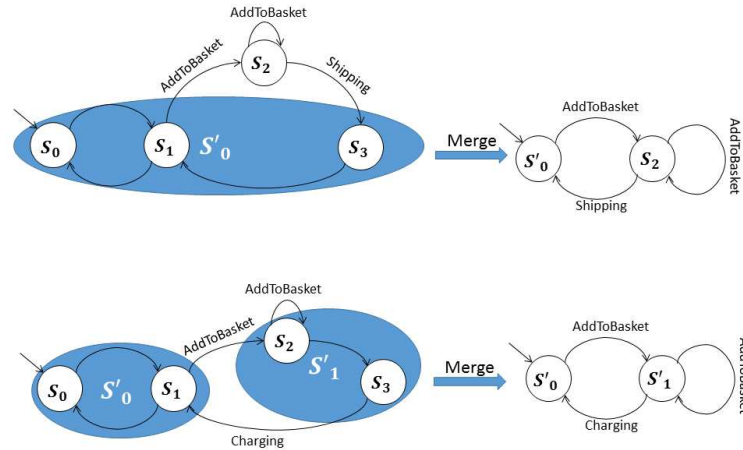 AddToBasket
S₂
AddToBasket
Shipping
S₀
S₁
S′₀
S₃
Merge
AddToBasket
S′₀
S₂
AddToBasket
Shipping
AddToBasket
AddToBasket
S₂
S₀
S′₀
S₁
S′₁
S₃
Charging
Merge
AddToBasket
S′₀
S′₁
Charging